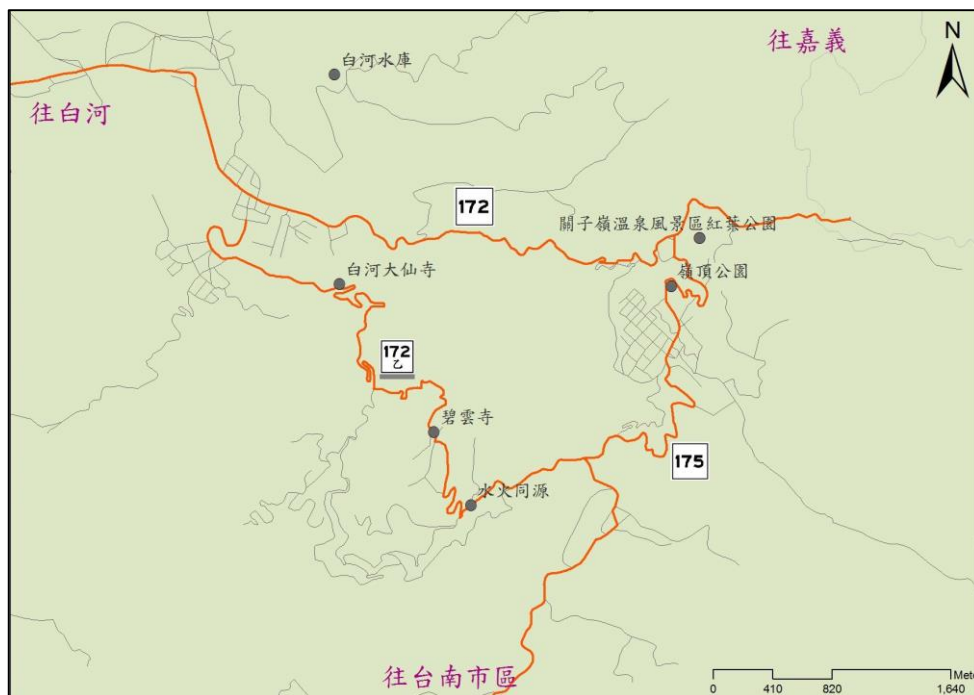 往嘉義
N
白河水庫
往白河
172
關子嶺溫泉風景區紅葉公園
白河大仙寺
嶺頂公園
172
乙
碧雲寺
175
水火同源
往台南市區
Mete
0 410 820 1,640